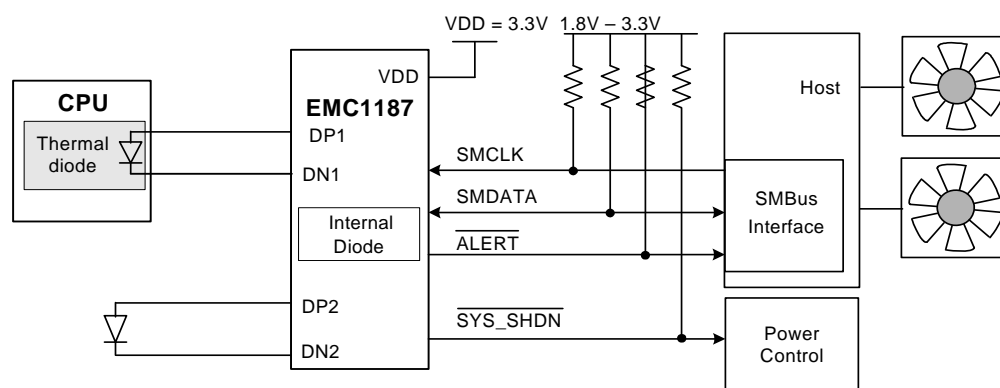 VDD = 3.3V
1.8V – 3.3V
VDD
EMC1187
CPU
Thermal
diode
DP1
DN1
Internal
Diode
DP2
DN2
SMCLK
SMDATA
ALERT
SYS_SHDN
Host
SMBus
Interface
Power
Control